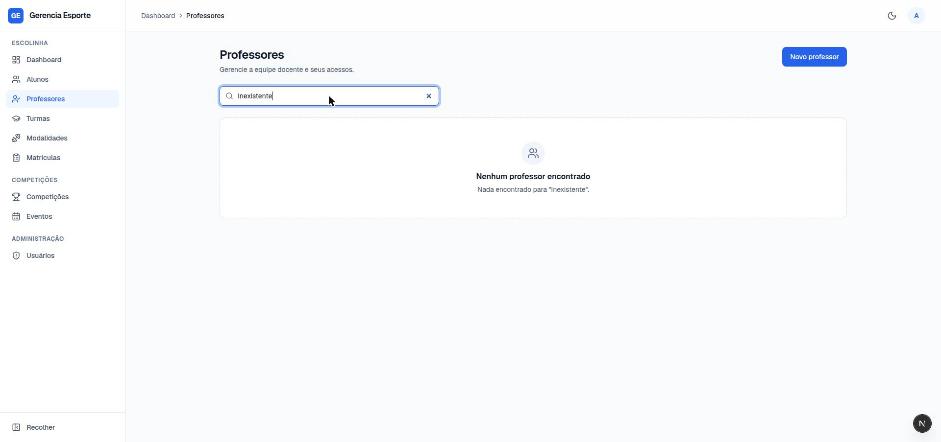 GE Gerencia Esporte
Dashboard > Professores
A
ESCOLINHA
Dashboard
Alunos
Professores
Turmas
Modalidades
Matrículas
COMPETIÇÕES
Competições
Eventos
ADMINISTRAÇÃO
Usuários
Recolher
Professores
Gerencie a equipe docente e seus acessos.
Novo professor
Inexistente
Nenhum professor encontrado
Nada encontrado para "Inexistente".
N